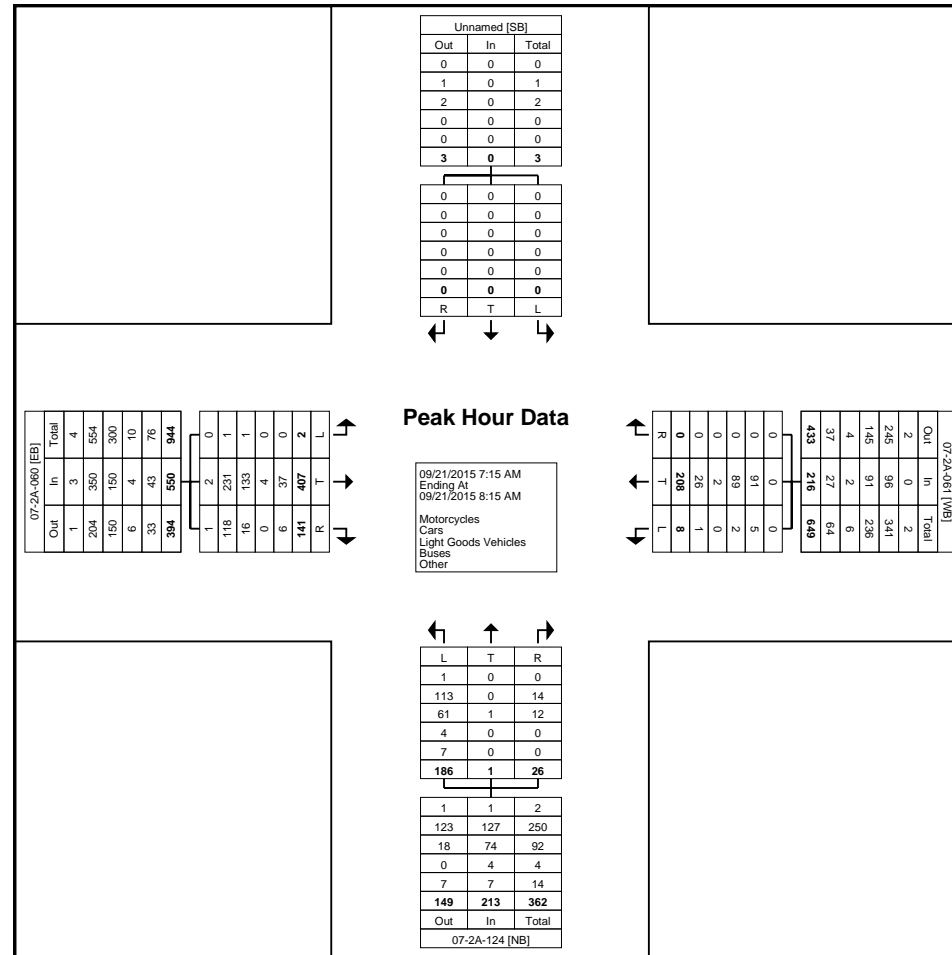 Unnamed [SB]
Out In Total
0 0 0
1 0 1
2 0 2
0 0 0
0 0 0
3 0 3
0 0 0
0 0 0
0 0 0
0 0 0
0 0 0
0 0 0
R T L
07-2A-060 [EB]
Out In Total
1 3 4
204 350 554
150 150 300
6 4 10
33 43 76
394 550 944
1 2 0
118 231 1
16 133 1
0 4 0
6 37 0
141 407 2
R T L
Peak Hour Data
09/21/2015 7:15 AM
Ending At
09/21/2015 8:15 AM
Motorcycles
Cars
Light Goods Vehicles
Buses
Other
07-2A-061 [WB]
Out In Total
2 0 2
245 96 341
145 91 236
4 2 6
37 27 64
433 216 649
0 0 0
0 91 5
0 89 2
0 2 0
0 26 1
0 208 8
R T L
L T R
1 0 0
113 0 14
61 1 12
4 0 0
7 0 0
186 1 26
1 1 2
123 127 250
18 74 92
0 4 4
7 7 14
149 213 362
Out In Total
07-2A-124 [NB]